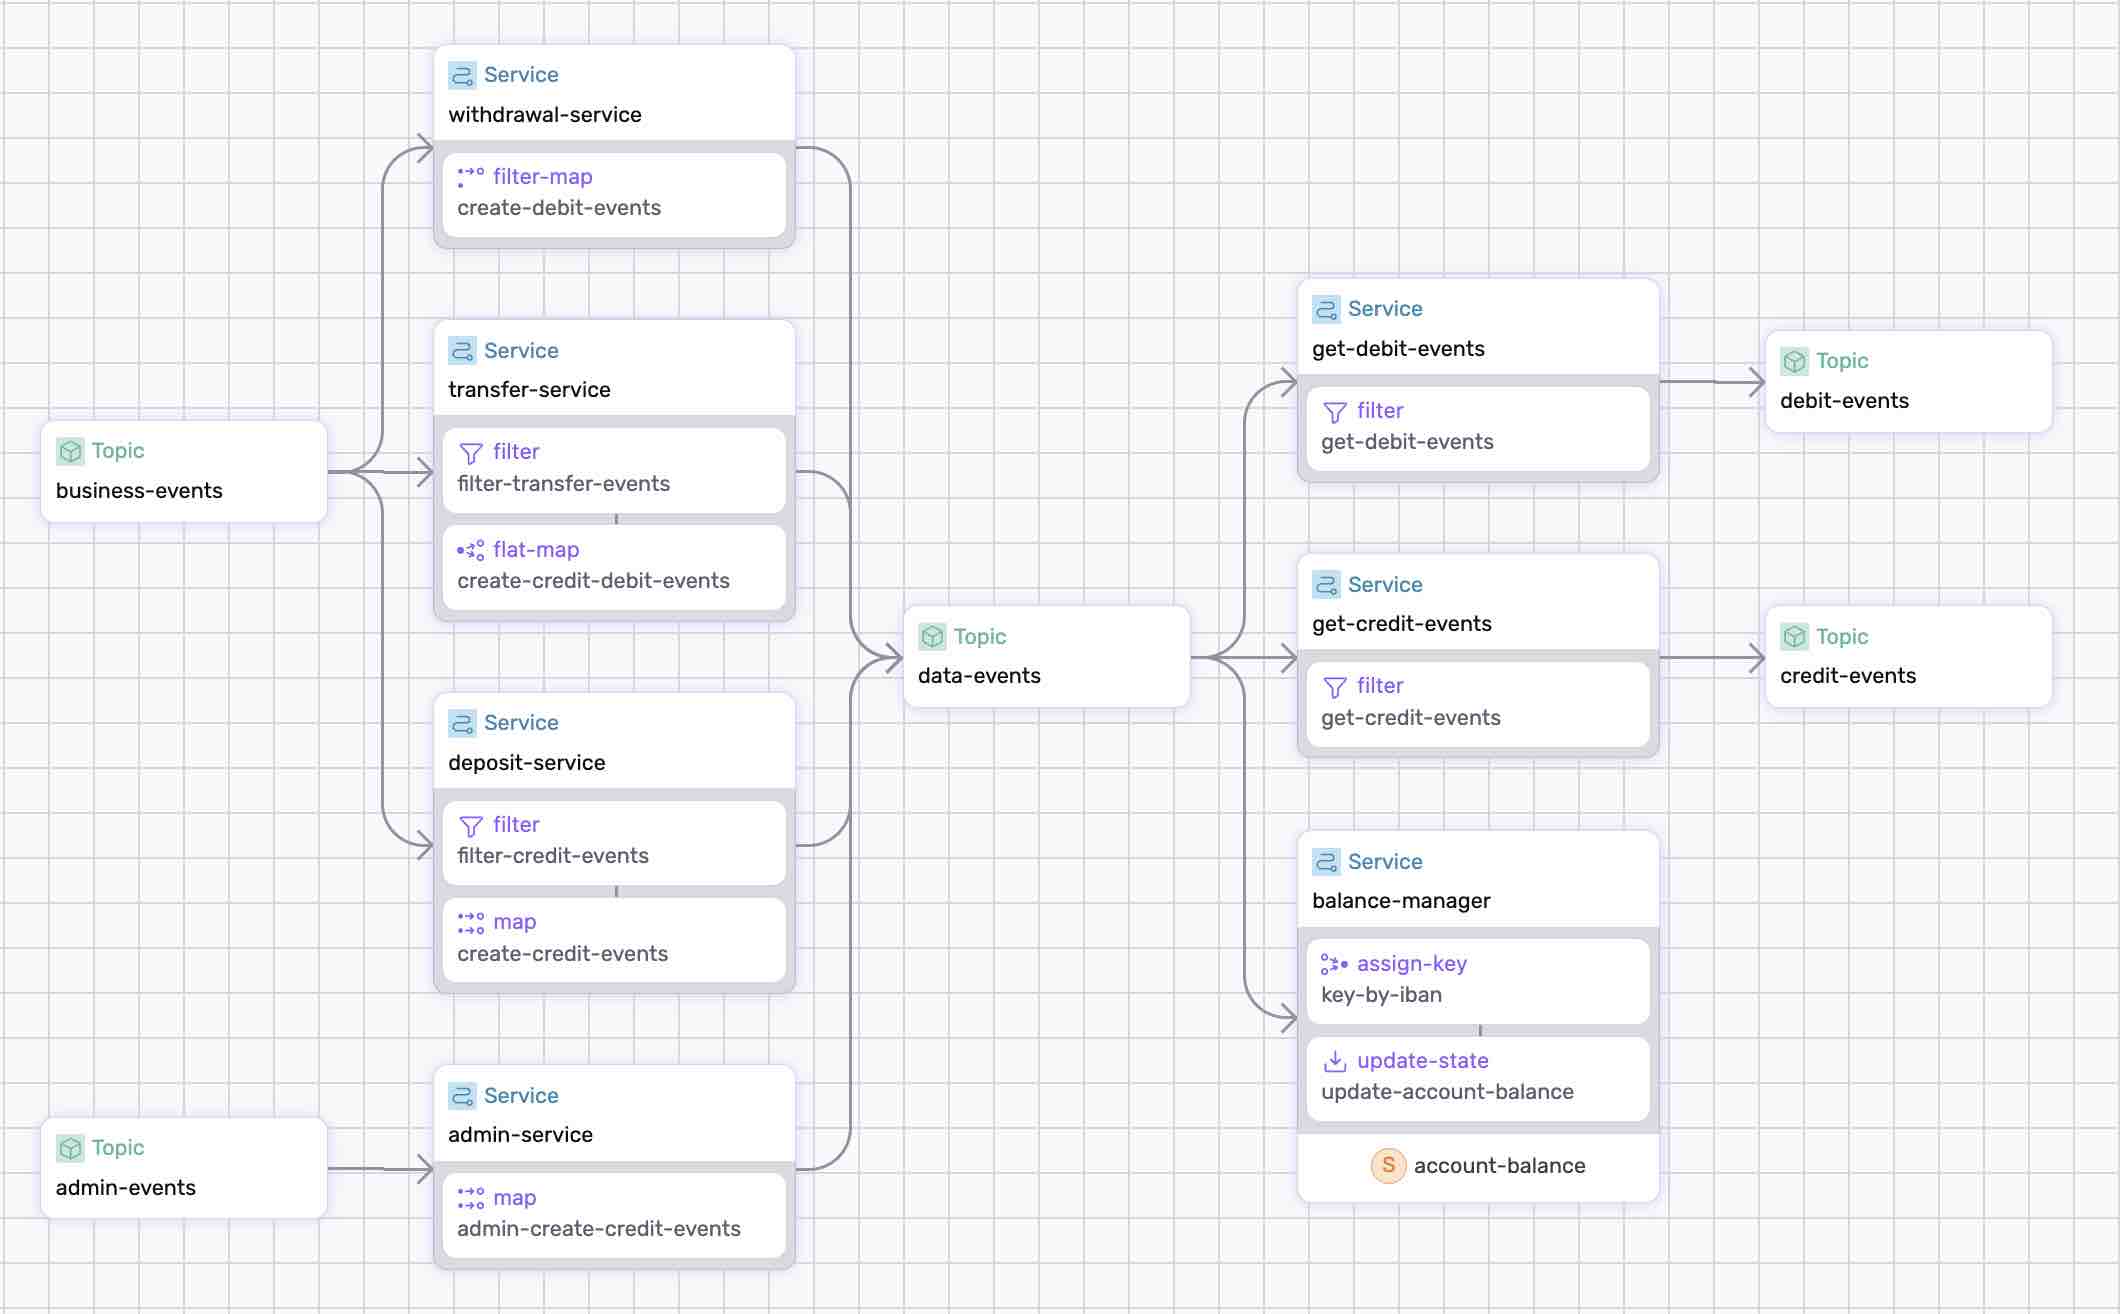 Topic
business-events
Topic
admin-events
Service
withdrawal-service
filter-map
create-debit-events
Service
transfer-service
filter
filter-transfer-events
flat-map
create-credit-debit-events
Service
deposit-service
filter
filter-credit-events
map
create-credit-events
Service
admin-service
map
admin-create-credit-events
Topic
data-events
Service
get-debit-events
filter
get-debit-events
Service
get-credit-events
filter
get-credit-events
Service
balance-manager
assign-key
key-by-iban
update-state
update-account-balance
S account-balance
Topic
debit-events
Topic
credit-events